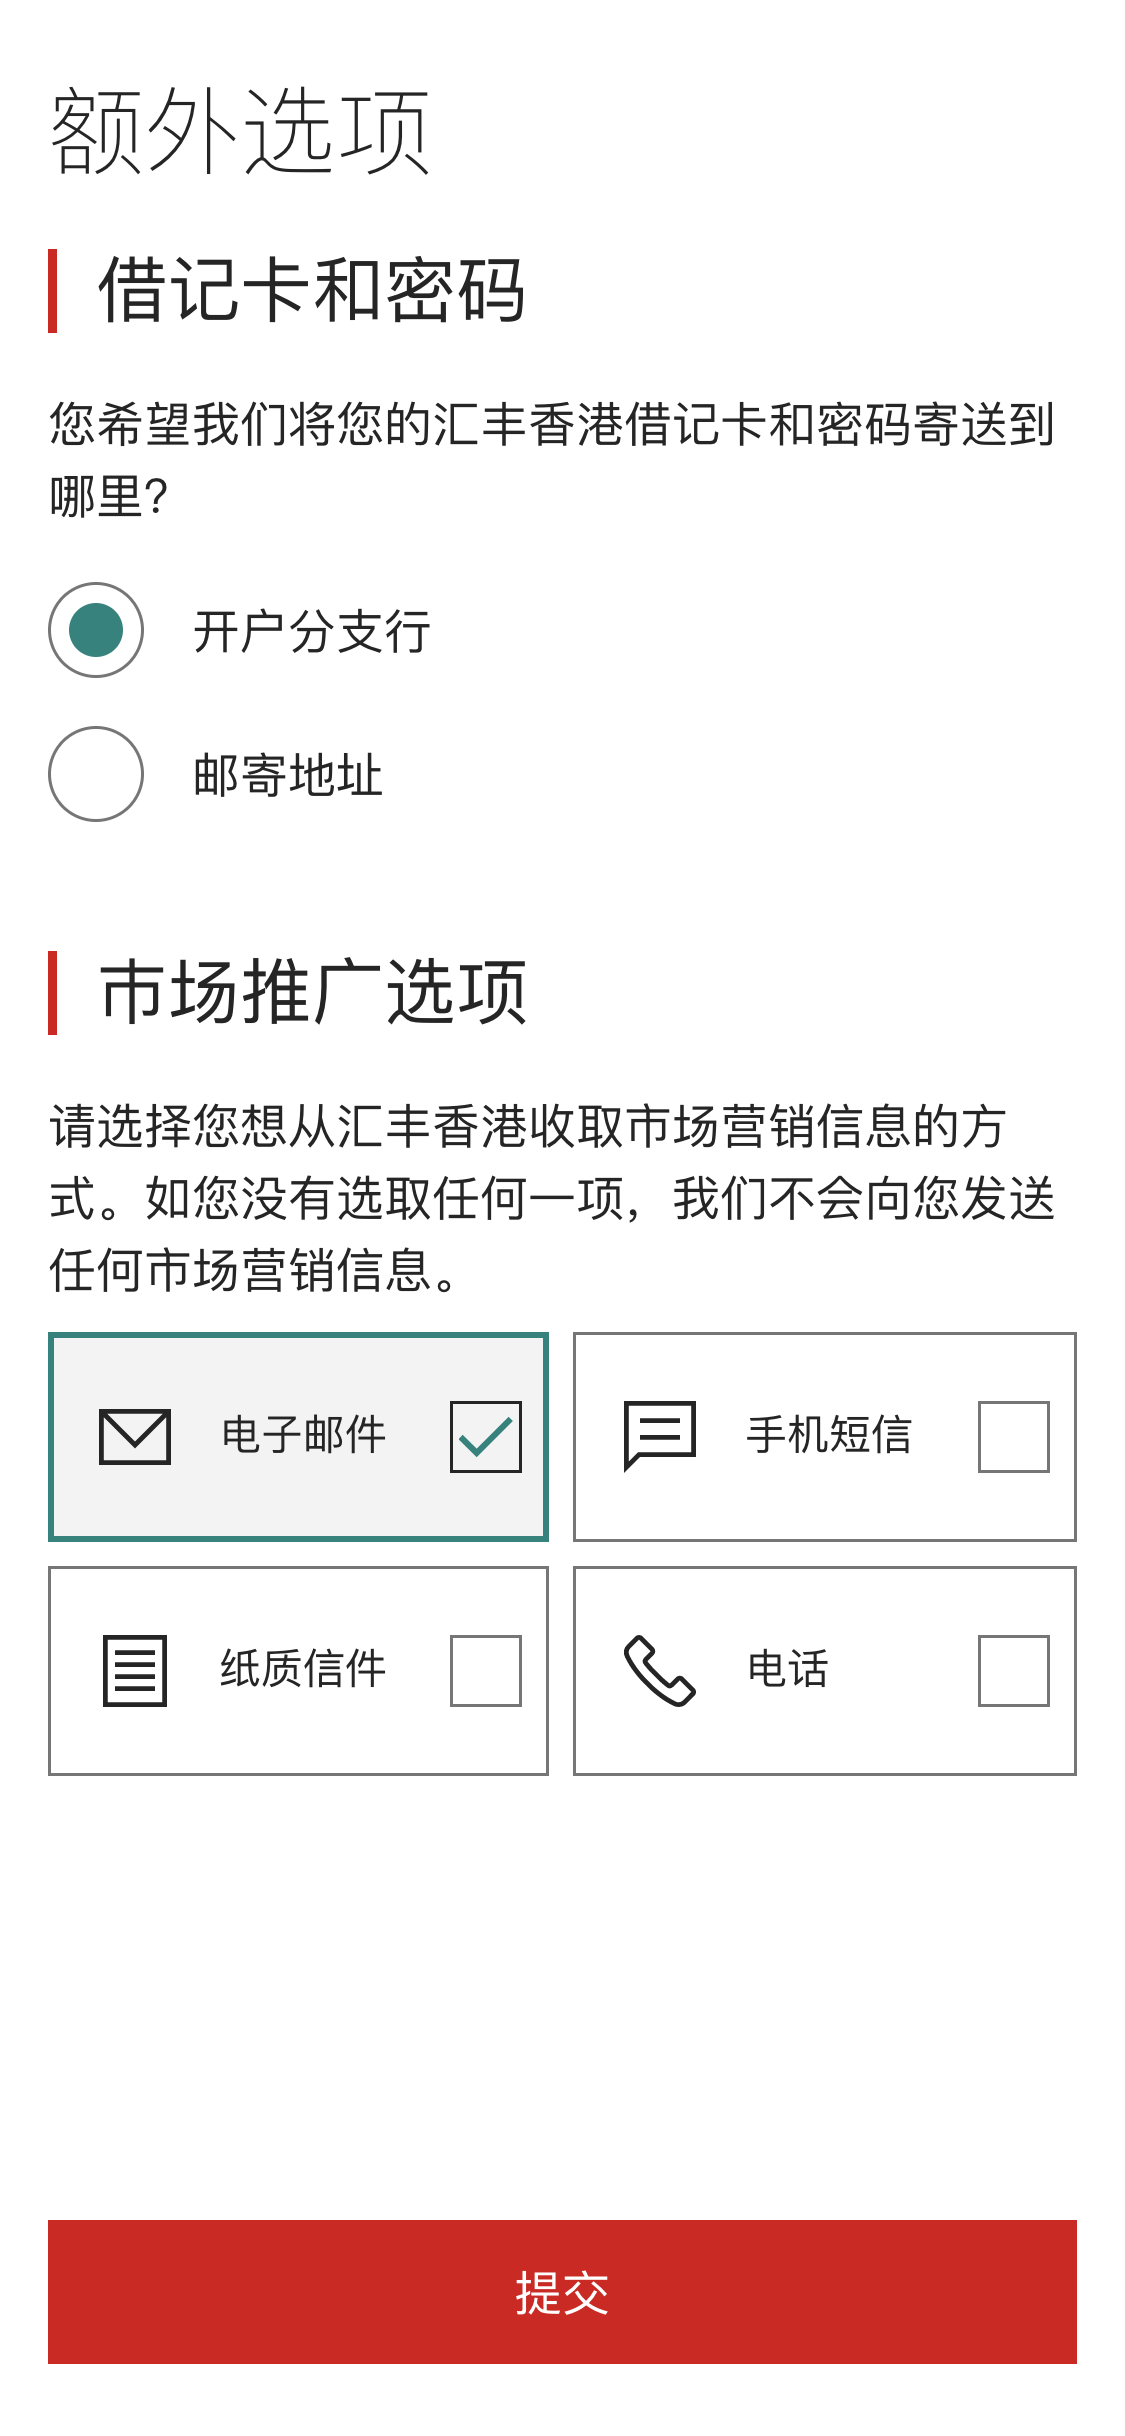 额外选项
借记卡和密码
您希望我们将您的汇丰香港借记卡和密码寄送到
哪里?
开户分支行
邮寄地址
市场推广选项
请选择您想从汇丰香港收取市场营销信息的方
式。如您没有选取任何一项，我们不会向您发送
任何市场营销信息。
电子邮件
手机短信
纸质信件
电话
提交